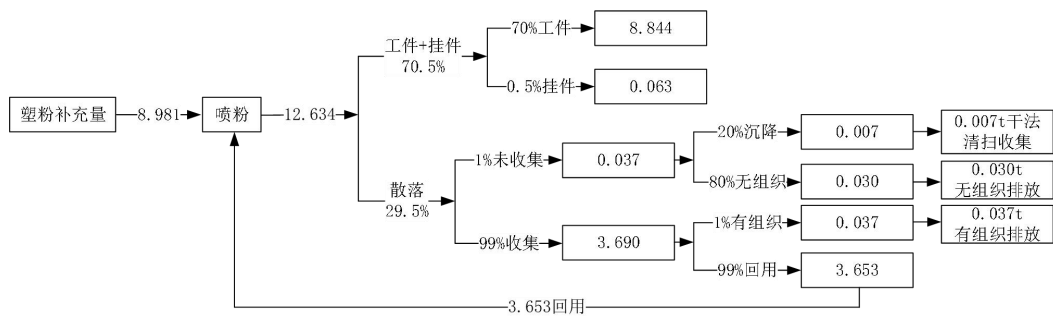 塑粉补充量
8.981
喷粉
12.634
工件+挂件
70.5%
70%工件
8.844
0.5%挂件
0.063
散落
29.5%
1%未收集
0.037
20%沉降
0.007
0.007t干法
清扫收集
80%无组织
0.030
0.030t
无组织排放
99%收集
3.690
1%有组织
0.037
0.037t
有组织排放
99%回用
3.653
3.653回用